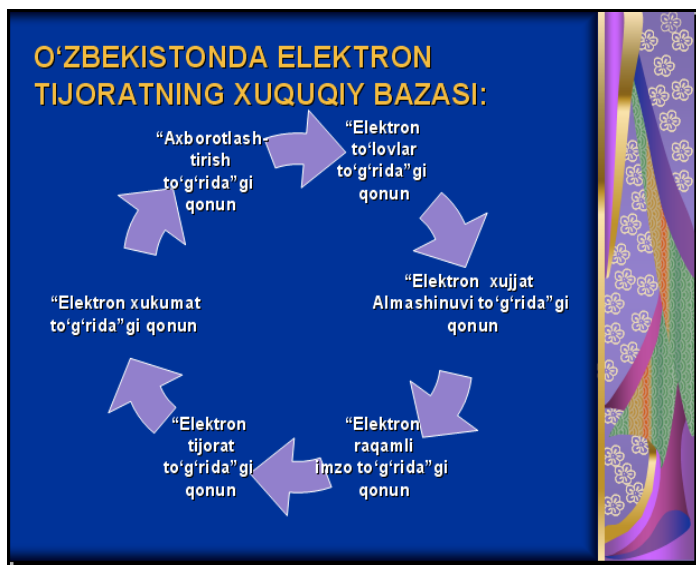 O‘ZBEKISTONDA ELEKTRON
TIJORATNING XUQUQIY BAZASI:
“Axborotlash-
tirish
to‘g‘rida”gi
qonun
“Elektron
to‘lovlar
to‘g‘rida”gi
qonun
“Elektron xujjat
Almashinuvi to‘g‘rida”gi
qonun
“Elektron
raqamli
imzo to‘g‘rida”gi
qonun
“Elektron
tijorat
to‘g‘rida”gi
qonun
“Elektron xukumat
to‘g‘rida”gi qonun